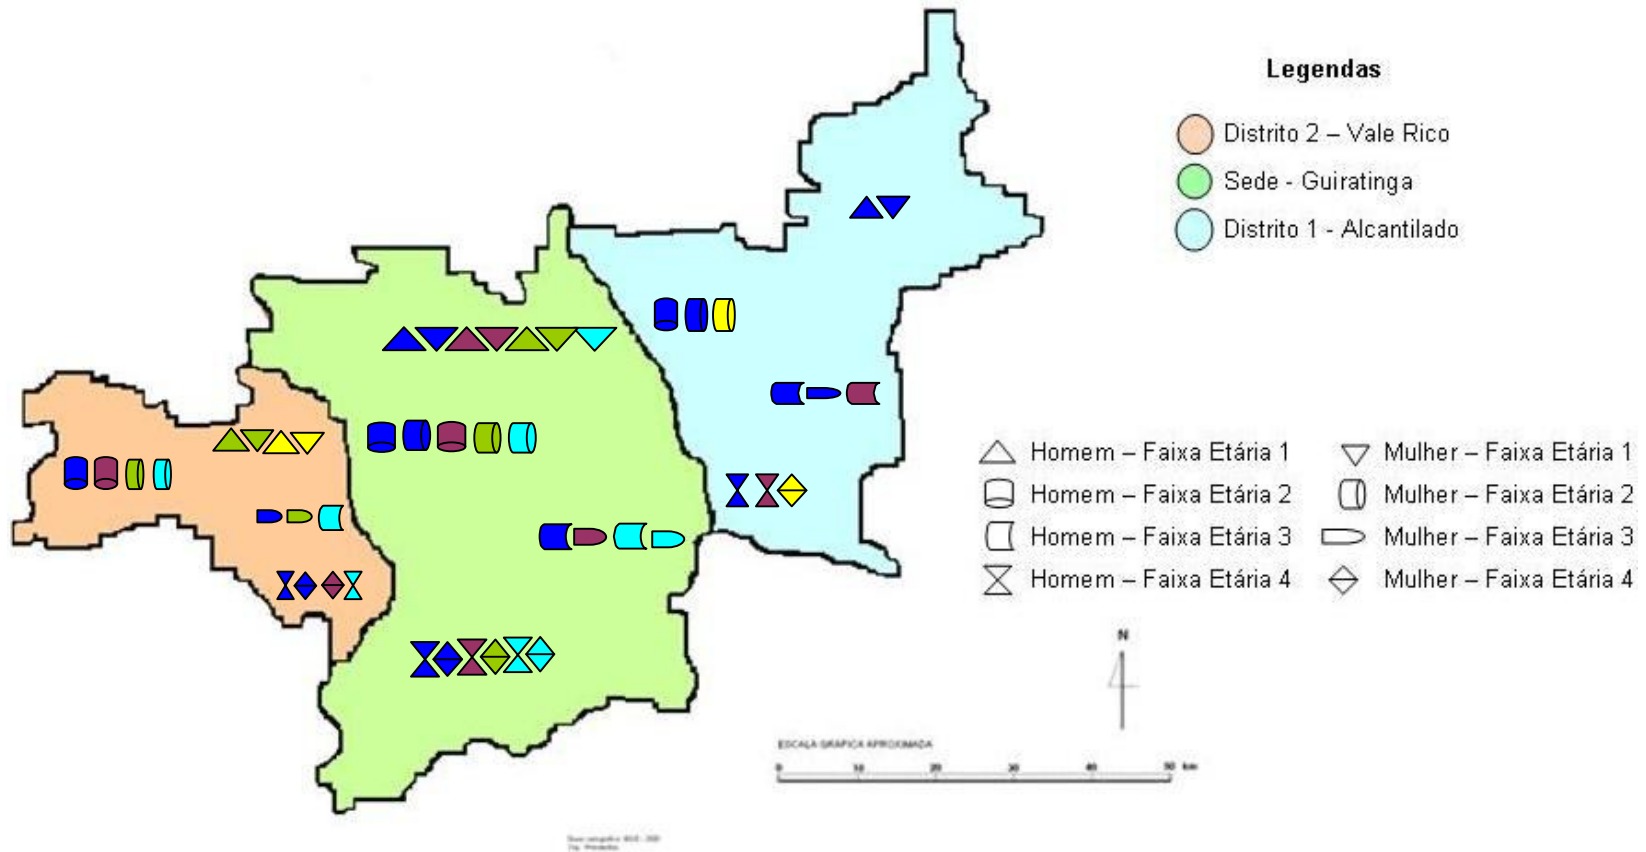 Legendas
Distrito 2 – Vale Rico
Sede - Guiratinga
Distrito 1 - Alcantilado
Homem – Faixa Etária 1
Mulher – Faixa Etária 1
Homem – Faixa Etária 2
Mulher – Faixa Etária 2
Homem – Faixa Etária 3
Mulher – Faixa Etária 3
Homem – Faixa Etária 4
Mulher – Faixa Etária 4
N
ESCALA GRÁFICA APROXIMADA
0 10 20 30 40 50 km